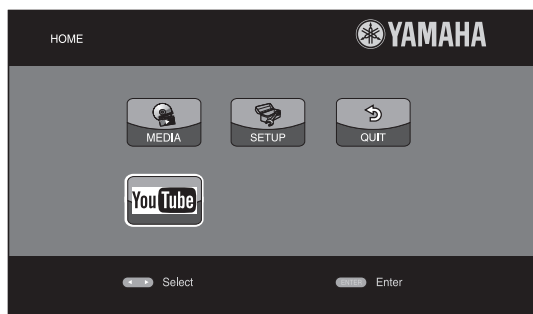 HOME
YAMAHA
MEDIA
SETUP
QUIT
YouTube
Select
ENTER Enter